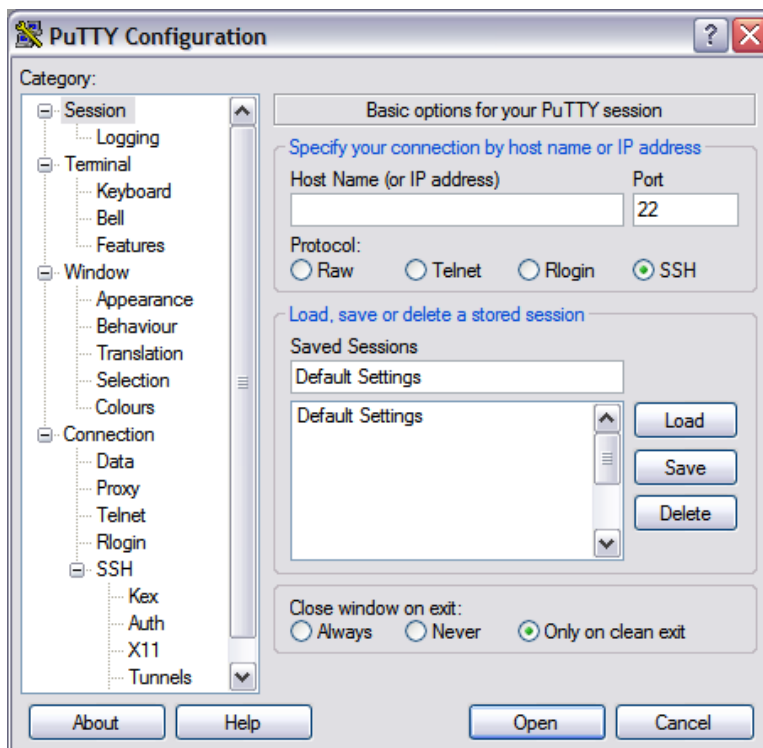 PuTTY Configuration
?
Category:
Session
Logging
Terminal
Keyboard
Bell
Features
Window
Appearance
Behaviour
Translation
Selection
Colours
Connection
Data
Proxy
Telnet
Rlogin
SSH
Kex
Auth
X11
Tunnels
Basic options for your PuTTY session
Specify your connection by host name or IP address
Host Name (or IP address) Port
22
Protocol:
Raw Telnet Rlogin SSH
Load, save or delete a stored session
Saved Sessions
Default Settings
Default Settings
Load
Save
Delete
Close window on exit:
Always Never Only on clean exit
About Help Open Cancel